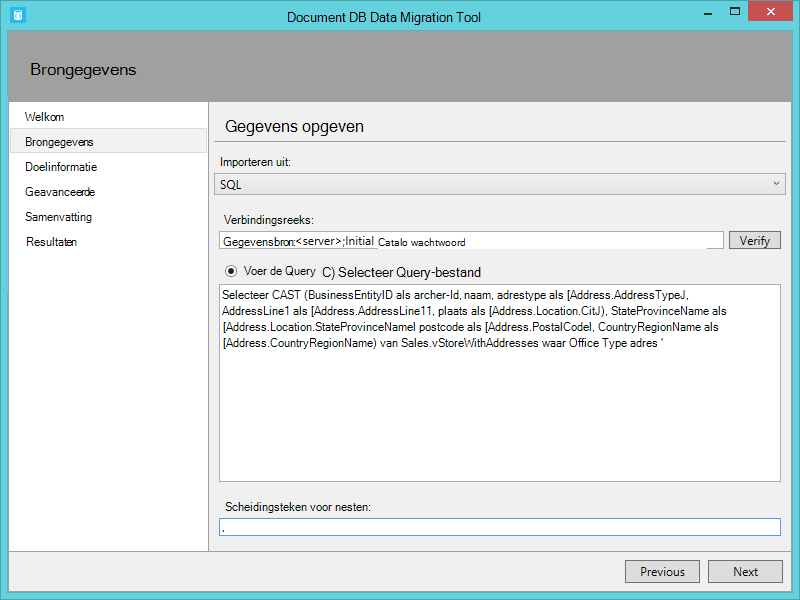 Document DB Data Migration Tool
Brongegevens
Welkom
Brongegevens
Doelinformatie
Geavanceerde
Samenvatting
Resultaten
Gegevens opgeven
Importeren uit:
SQL
Verbindingsreeks:
Gegevensbron:<server>;Initial Catalo wachtwoord
Verify
Voer de Query C) Selecteer Query-bestand
Selecteer CAST (BusinessEntityID als archer-Id, naam, adrestype als [Address.AddressTypeJ,
AddressLine1 als [Address.AddressLine11, plaats als [Address.Location.CitJ), StateProvinceName als
[Address.Location.StateProvinceNamel postcode als [Address.PostalCodel, CountryRegionName als
[Address.CountryRegionName) van Sales.vStoreWithAddresses waar Office Type adres '
Scheidingsteken voor nesten:
.
Previous
Next